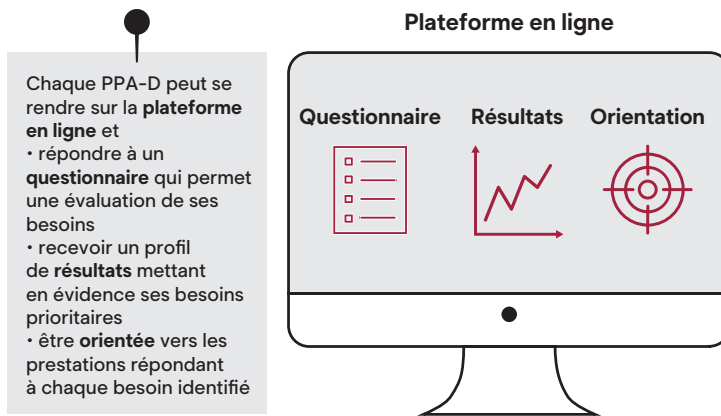 Plateforme en ligne
Chaque PPA-D peut se
rendre sur la plateforme
en ligne et
• répondre à un
questionnaire qui permet
une évaluation de ses
besoins
• recevoir un profil
de résultats mettant
en évidence ses besoins
prioritaires
• être orientée vers les
prestations répondant
à chaque besoin identifié
Questionnaire Résultats Orientation